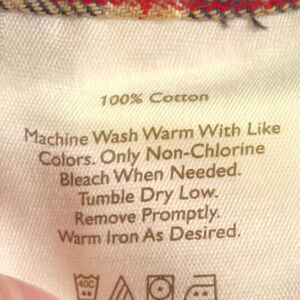 100% Cotton
Machine Wash Warm With Like
Colors. Only Non-Chlorine
Bleach When Needed.
Tumble Dry Low.
Remove Promptly.
Warm Iron As Desired.
40C